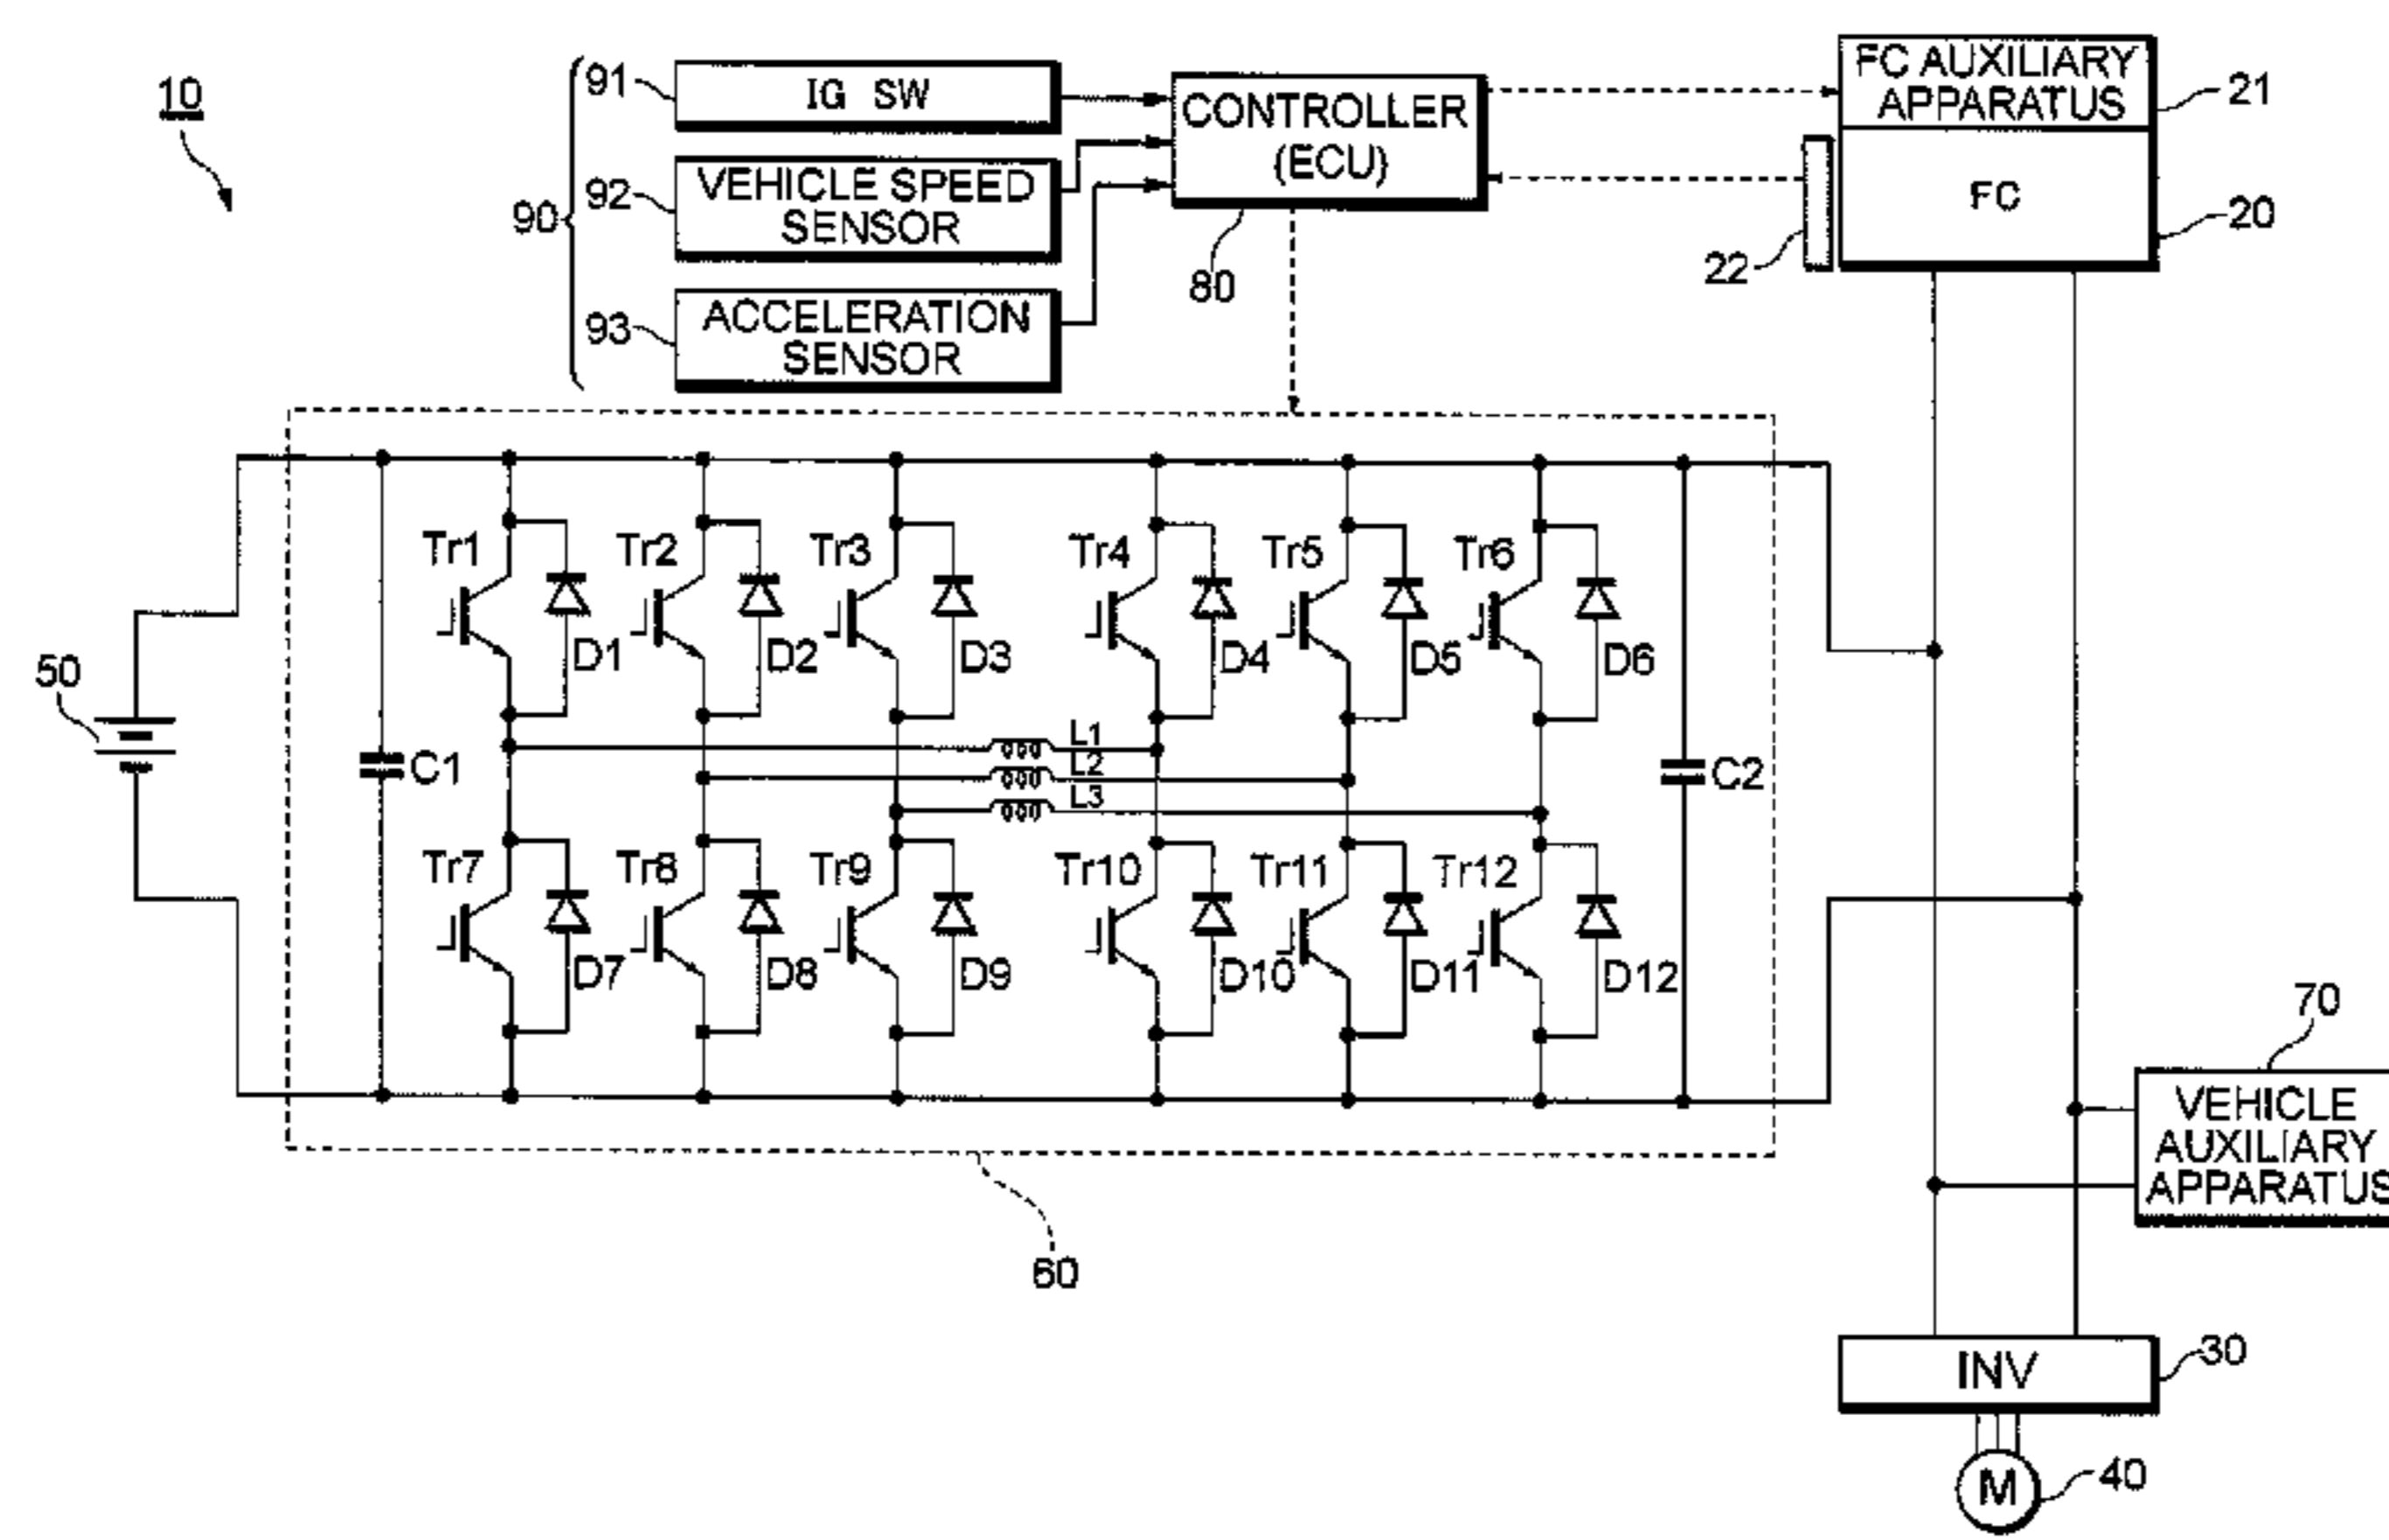 10
90
91
IG SW
92
VEHICLE SPEED
SENSOR
93
ACCELERATION
SENSOR
CONTROLLER
(ECU)
80
FC AUXILIARY
APPARATUS
21
FC
20
22
50
C1
Tr1
D1
Tr2
D2
Tr3
D3
Tr4
D4
Tr5
D5
Tr6
D6
L1
L2
L3
C2
Tr7
D7
Tr8
D8
Tr9
D9
Tr10
D10
Tr11
D11
Tr12
D12
60
70
VEHICLE
AUXILIARY
APPARATUS
INV
30
M
40